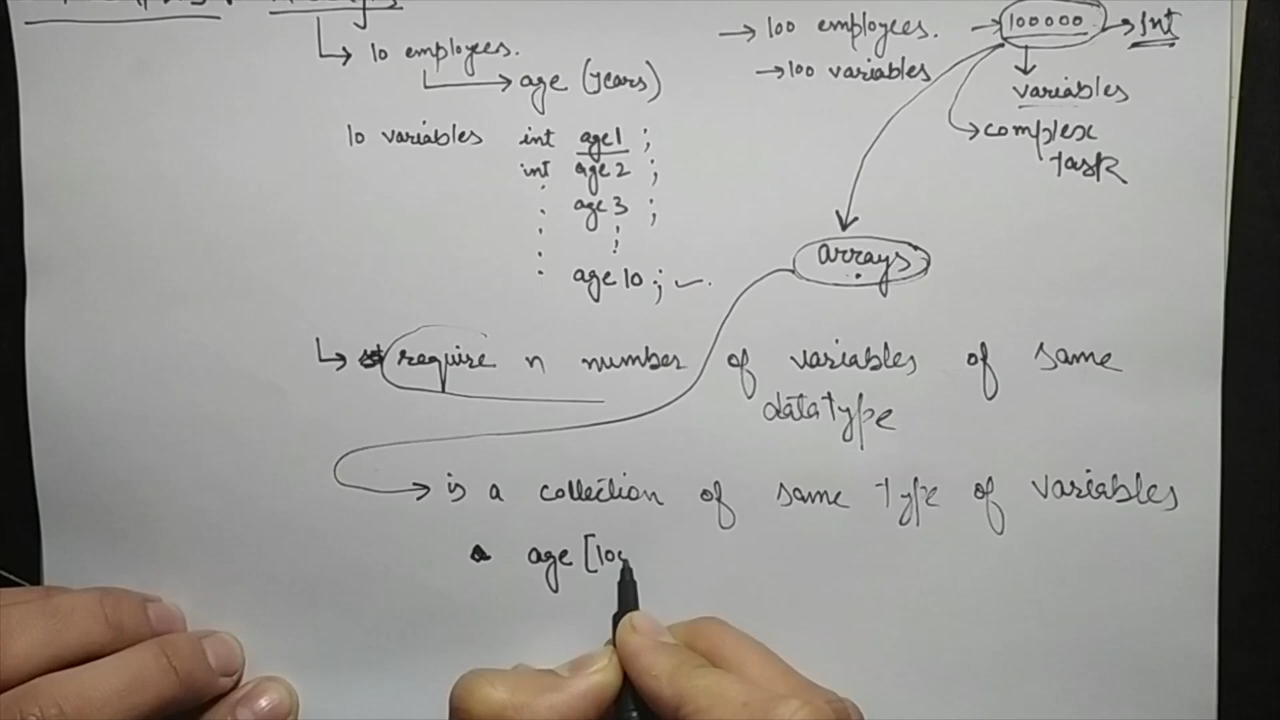 10 employees.
age (years)
10 variables int age1 ;
int age2 ;
age3 ;
age10 ;
→ 100 employees. → 100000 → Int
→ 100 variables
variables
complex
task
arrays
require n number of variables of same
datatype
is a collection of same type of variables
age [100